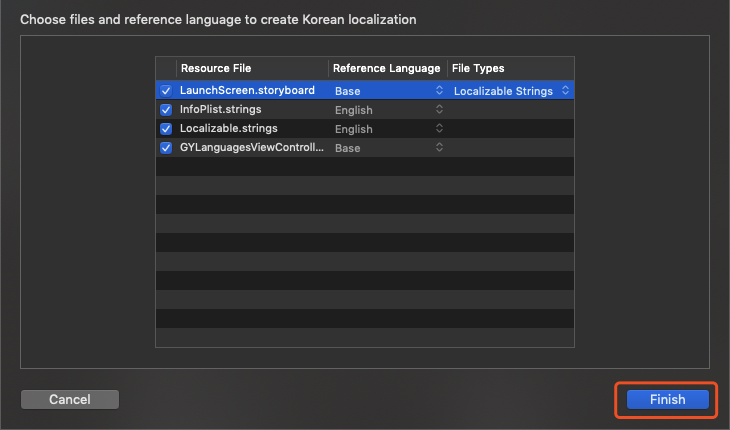 Choose files and reference language to create Korean localization
Resource File Reference Language File Types
LaunchScreen.storyboard Base Localizable Strings
InfoPlist.strings English
Localizable.strings English
GYLanguagesViewControll... Base
Cancel Finish